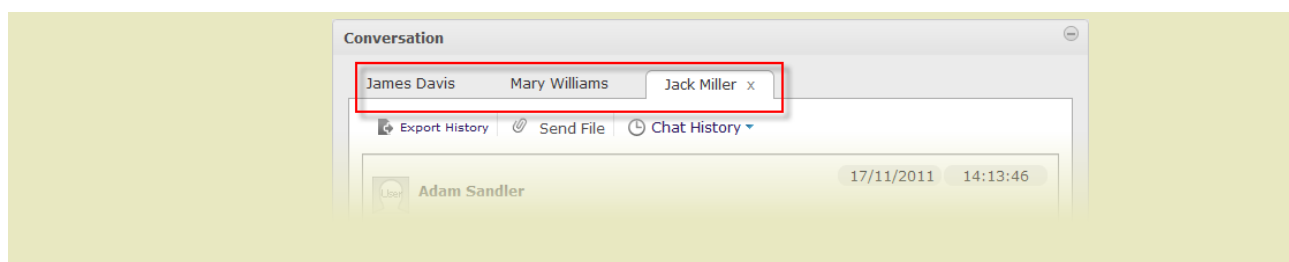 Conversation
James Davis Mary Williams Jack Miller x
Export History Send File Chat History
17/11/2011 14:13:46
User Adam Sandler